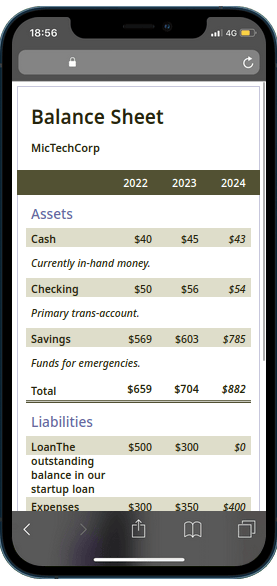 18:56
4G
Balance Sheet
MicTechCorp
2022 2023 2024
Assets
Cash $40 $45 $43
Currently in-hand money.
Checking $50 $56 $54
Primary trans-account.
Savings $569 $603 $785
Funds for emergencies.
Total $659 $704 $882
Liabilities
LoanThe $500 $300 $0
outstanding
balance in our
startup loan
Expenses $300 $350 $400